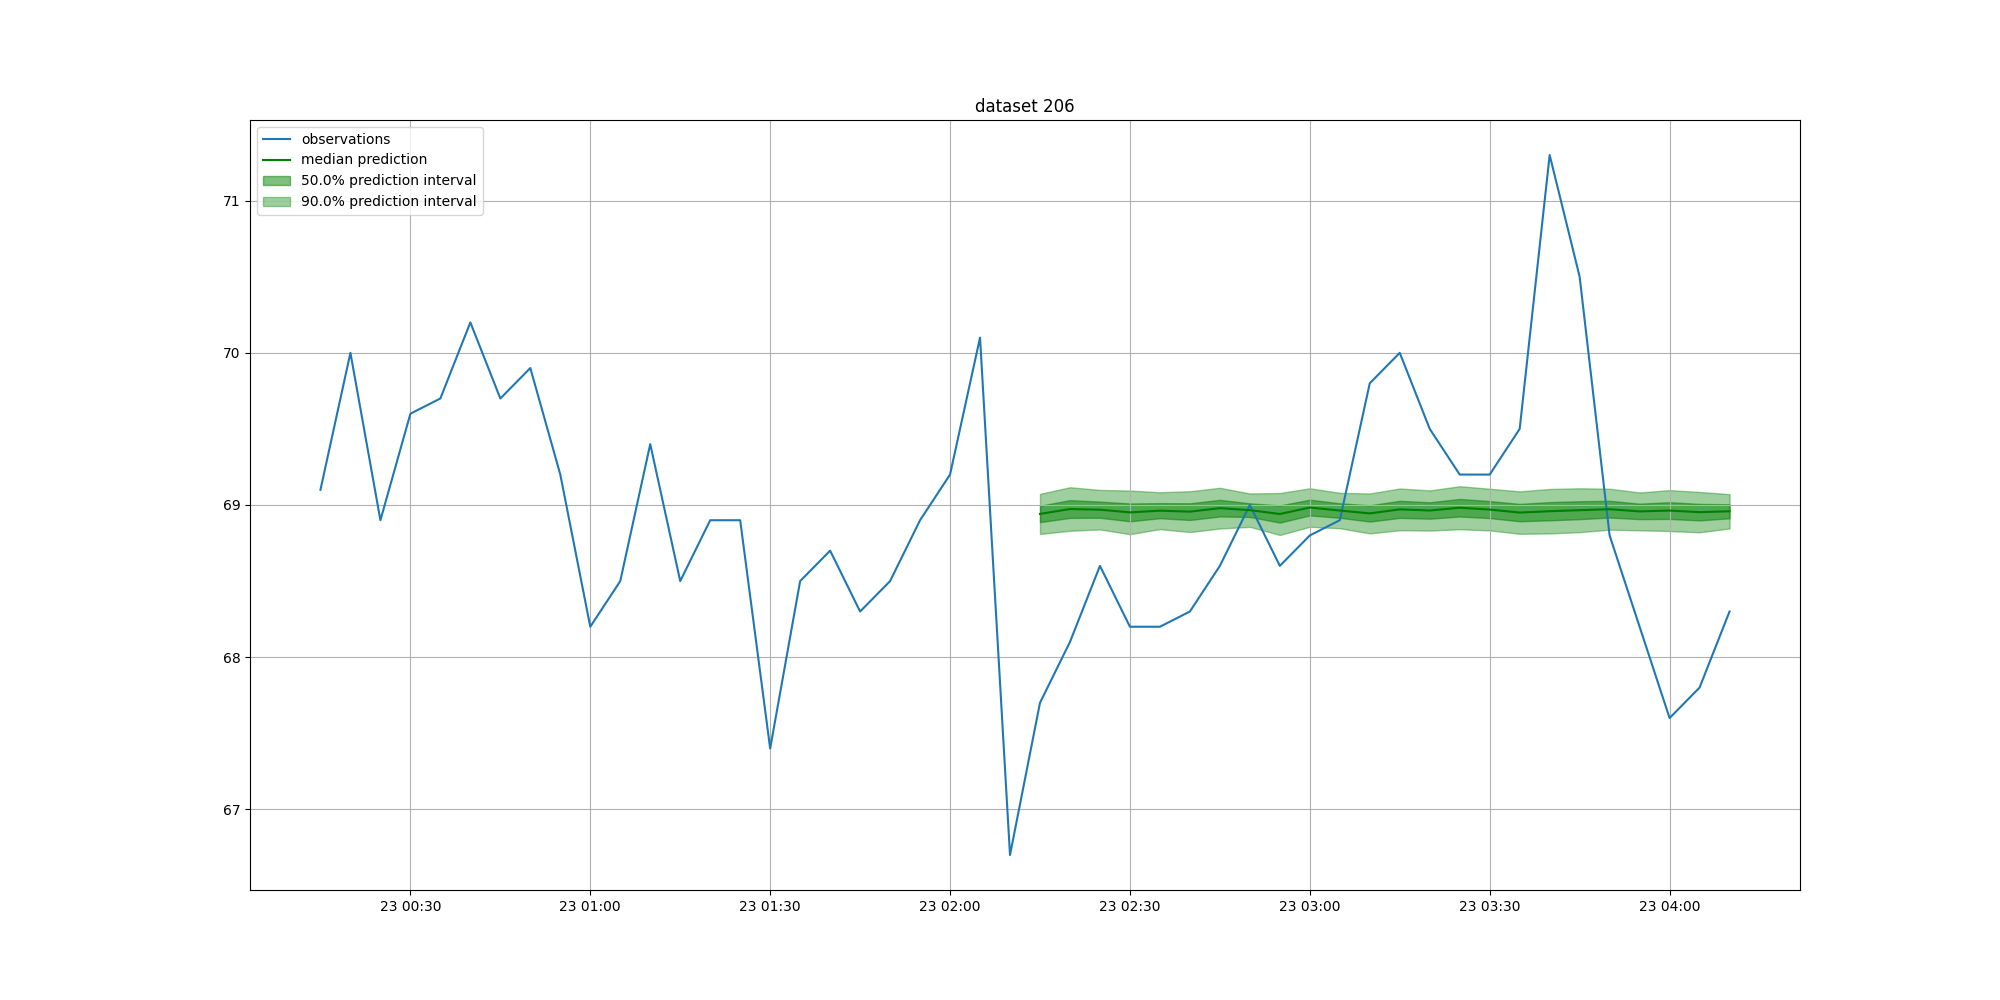 dataset 206
observations
median prediction
50.0% prediction interval
90.0% prediction interval
71
70
69
68
67
23 00:30
23 01:00
23 01:30
23 02:00
23 02:30
23 03:00
23 03:30
23 04:00